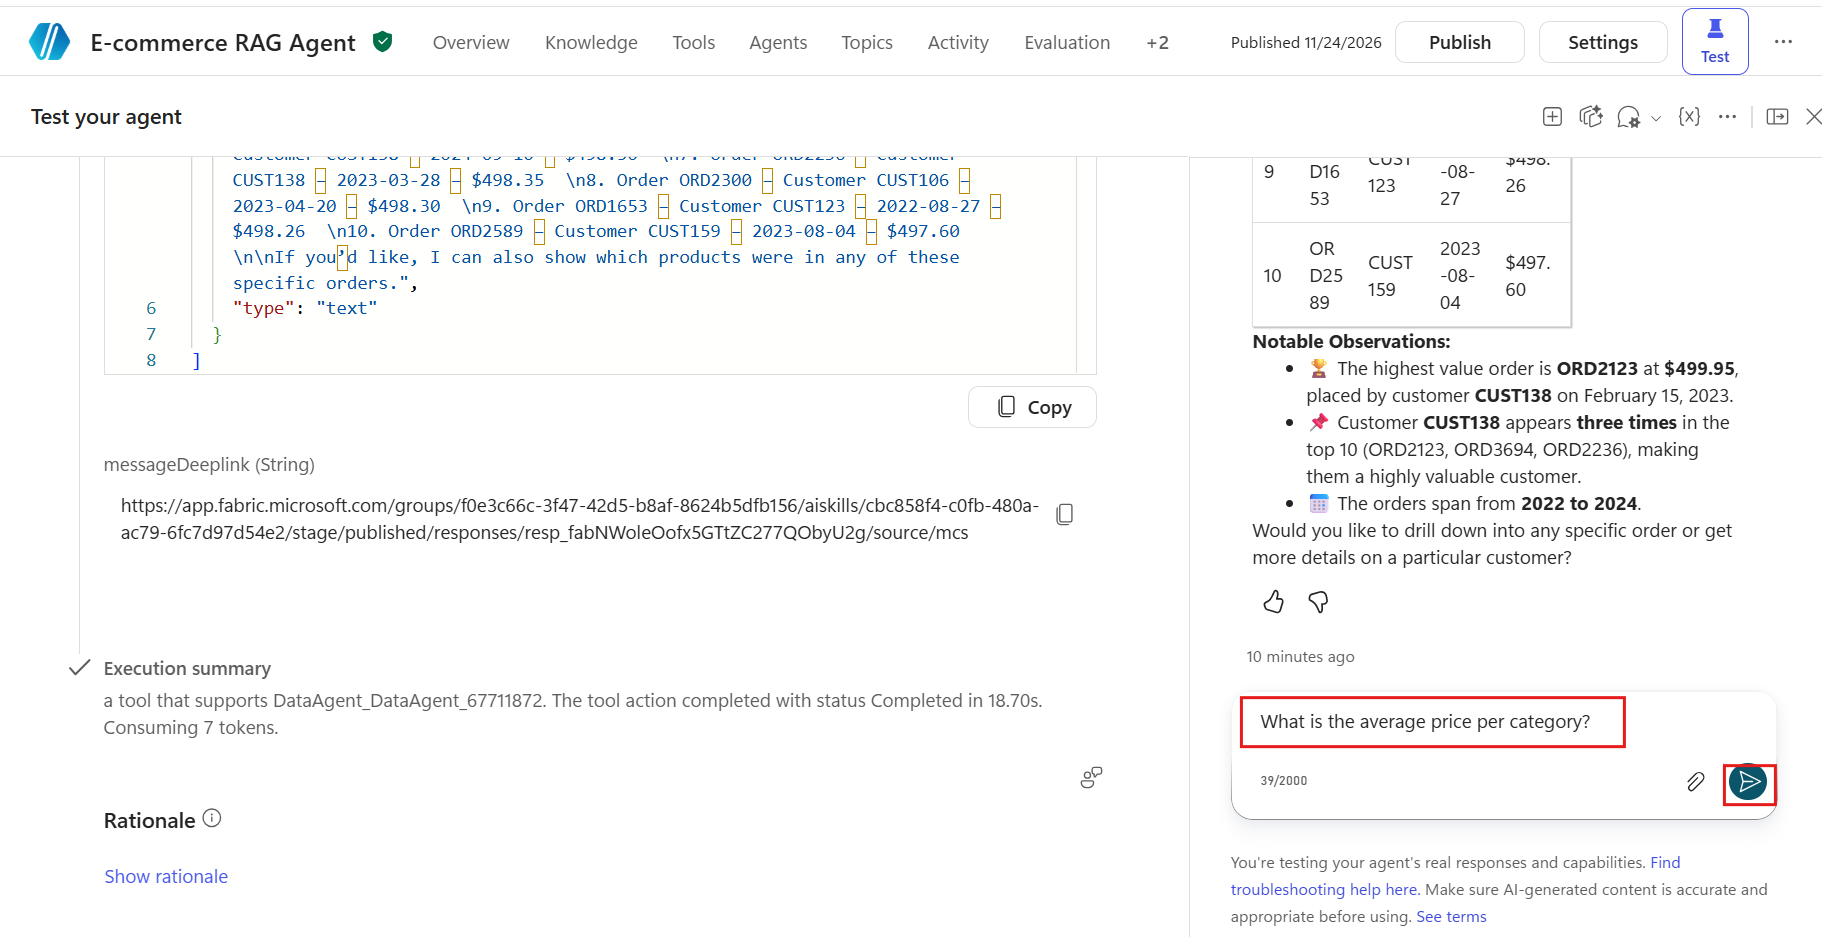 E-commerce RAG Agent
Overview
Knowledge
Tools
Agents
Topics
Activity
Evaluation
+2
Published 11/24/2026
Publish
Settings
Test
Test your agent
CUST138 – 2023-03-28 – $498.35  \n8. Order ORD2300 – Customer CUST106 –
2023-04-20 – $498.30  \n9. Order ORD1653 – Customer CUST123 – 2022-08-27 –
$498.26  \n10. Order ORD2589 – Customer CUST159 – 2023-08-04 – $497.60
\n\nIf you’d like, I can also show which products were in any of these
specific orders.",
6 "type": "text"
7 }
8 ]
Copy
messageDeeplink (String)
https://app.fabric.microsoft.com/groups/f0e3c66c-3f47-42d5-b8af-8624b5dfb156/aiskills/cbc858f4-c0fb-480a-
ac79-6fc7d97d54e2/stage/published/responses/resp_fabNWoleOofx5GTtZC277QObyU2g/source/mcs
Execution summary
a tool that supports DataAgent_DataAgent_67711872. The tool action completed with status Completed in 18.70s.
Consuming 7 tokens.
Rationale
Show rationale
9
D16
53
CUST
123
-08-
27
$498.
26
10
OR
D25
89
CUST
159
2023
-08-
04
$497.
60
Notable Observations:
• 🏆 The highest value order is ORD2123 at $499.95,
placed by customer CUST138 on February 15, 2023.
• 📌 Customer CUST138 appears three times in the
top 10 (ORD2123, ORD3694, ORD2236), making
them a highly valuable customer.
• 📅 The orders span from 2022 to 2024.
Would you like to drill down into any specific order or get
more details on a particular customer?
10 minutes ago
What is the average price per category?
39/2000
You're testing your agent's real responses and capabilities. Find
troubleshooting help here. Make sure AI-generated content is accurate and
appropriate before using. See terms